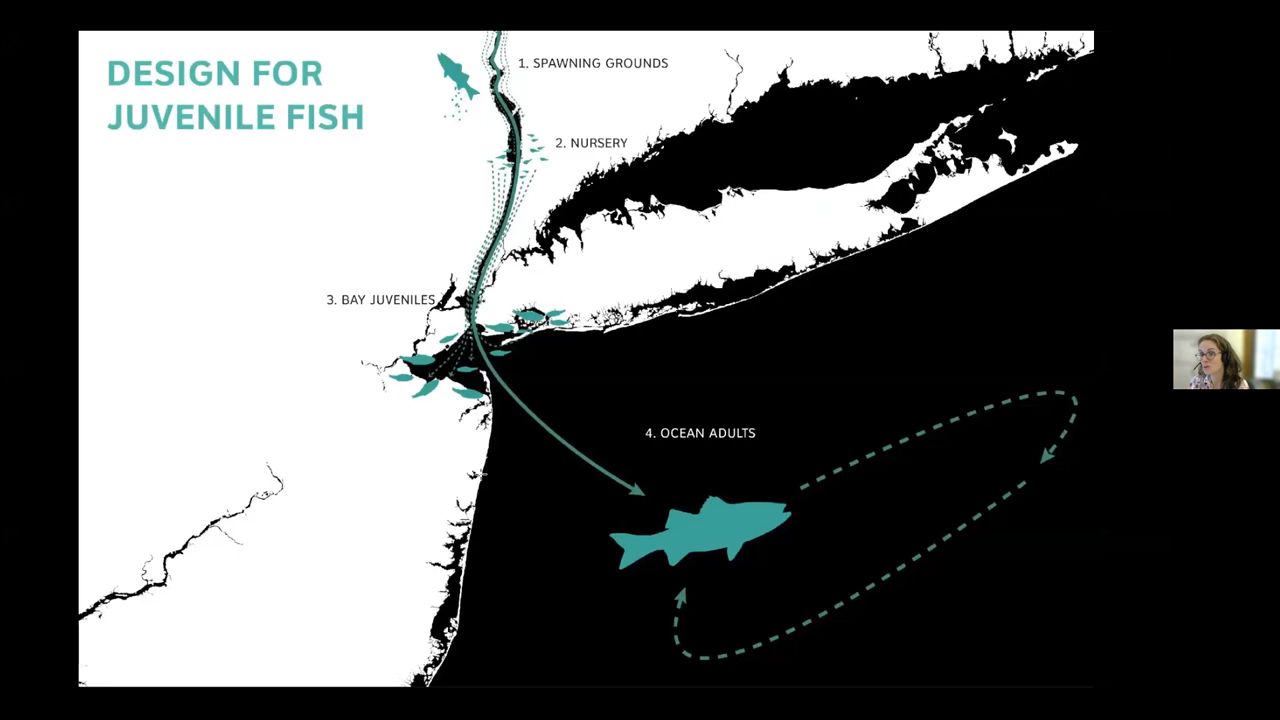 DESIGN FOR
JUVENILE FISH
1. SPAWNING GROUNDS
2. NURSERY
3. BAY JUVENILES
4. OCEAN ADULTS